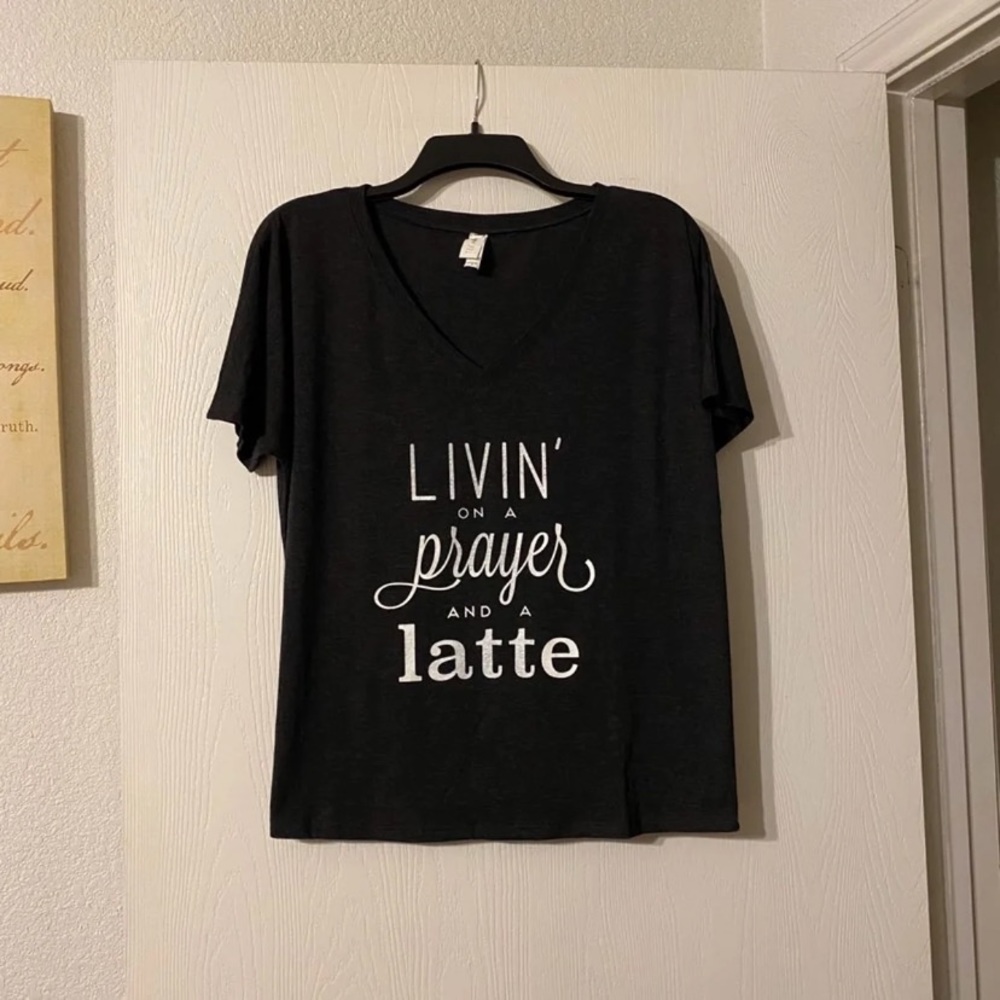 LIVIN'
ON A
prayer
AND A
latte